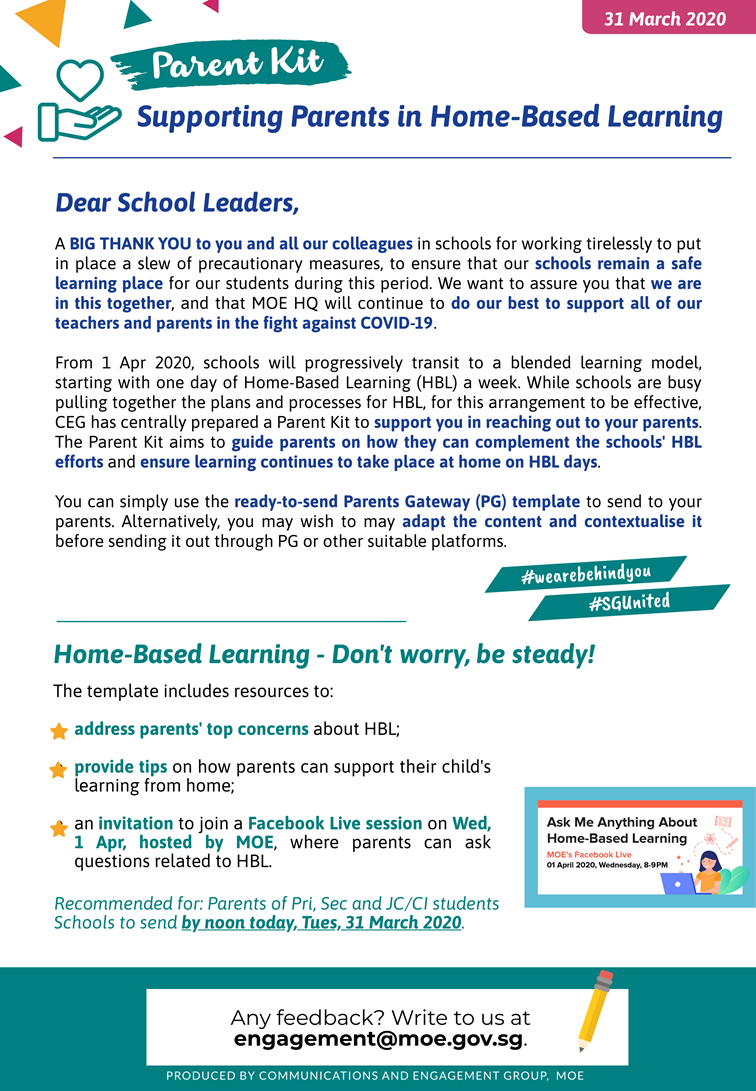 31 March 2020
Parent Kit
Supporting Parents in Home-Based Learning
Dear School Leaders,
A BIG THANK YOU to you and all our colleagues in schools for working tirelessly to put
in place a slew of precautionary measures, to ensure that our schools remain a safe
learning place for our students during this period. We want to assure you that we are
in this together, and that MOE HQ will continue to do our best to support all of our
teachers and parents in the fight against COVID-19.
From 1 Apr 2020, schools will progressively transit to a blended learning model,
starting with one day of Home-Based Learning (HBL) a week. While schools are busy
pulling together the plans and processes for HBL, for this arrangement to be effective,
CEG has centrally prepared a Parent Kit to support you in reaching out to your parents.
The Parent Kit aims to guide parents on how they can complement the schools' HBL
efforts and ensure learning continues to take place at home on HBL days.
You can simply use the ready-to-send Parents Gateway (PG) template to send to your
parents. Alternatively, you may wish to may adapt the content and contextualise it
before sending it out through PG or other suitable platforms.
#wearebehindyou
#SGUnited
Home-Based Learning - Don't worry, be steady!
The template includes resources to:
address parents' top concerns about HBL;
provide tips on how parents can support their child's
learning from home;
an invitation to join a Facebook Live session on Wed,
1 Apr, hosted by MOE, where parents can ask
questions related to HBL.
Ask Me Anything About
Home-Based Learning
MOE's Facebook Live
01 April 2020, Wednesday, 8-9PM
Recommended for: Parents of Pri, Sec and JC/CI students
Schools to send by noon today, Tues, 31 March 2020.
Any feedback? Write to us at
engagement@moe.gov.sg.
PRODUCED BY COMMUNICATIONS AND ENGAGEMENT GROUP, MOE